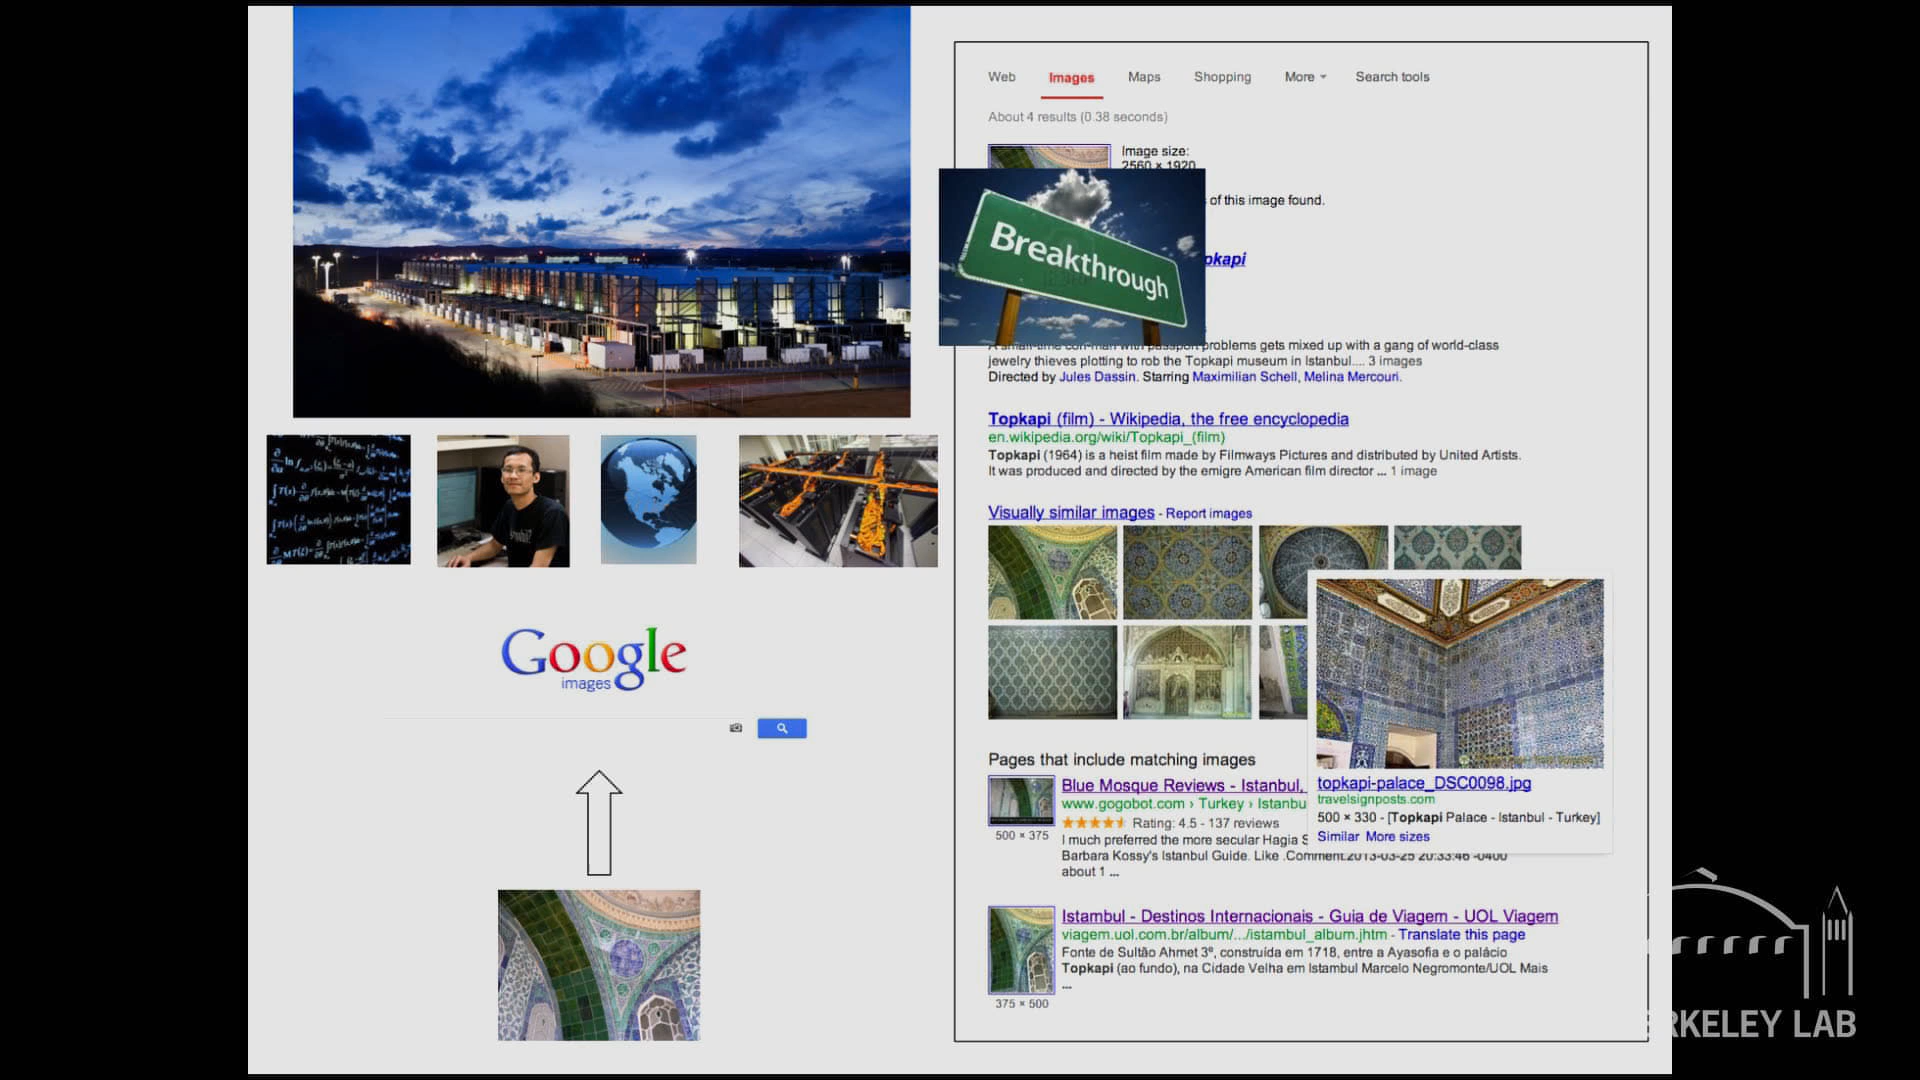 Web Images Maps Shopping More Search tools
About 4 results (0.38 seconds)
Image size:
2560 × 1920
of this image found.
Breakthrough
pkapi
problems gets mixed up with a gang of world-class
jewelry thieves plotting to rob the Topkapi museum in Istanbul.... 3 images
Directed by Jules Dassin. Starring Maximilian Schell, Melina Mercouri.
Topkapi (film) - Wikipedia, the free encyclopedia
en.wikipedia.org/wiki/Topkapi_(film)
Topkapi (1964) is a heist film made by Filmways Pictures and distributed by United Artists.
It was produced and directed by the emigre American film director ... 1 image
Visually similar images - Report images
Google
images
Pages that include matching images
Blue Mosque Reviews - Istanbul,
www.gogobot.com › Turkey › Istanbu
Rating: 4.5 - 137 reviews
500 × 375
I much preferred the more secular Hagia S
Barbara Kossy's Istanbul Guide. Like .Comment.2013-03-25 20:33:46 -0400
about 1 ...
topkapi-palace_DSC0098.jpg
travelsignposts.com
500 × 330 - [Topkapi Palace - Istanbul - Turkey]
Similar More sizes
Istambul - Destinos Internacionais - Guia de Viagem - UOL Viagem
viagem.uol.com.br/album/.../istambul_album.jhtm - Translate this page
Fonte de Sultão Ahmet 3º, construída em 1718, entre a Ayasofia e o palácio
Topkapi (ao fundo), na Cidade Velha em Istambul Marcelo Negromonte/UOL Mais
...
375 × 500
RKELEY LAB